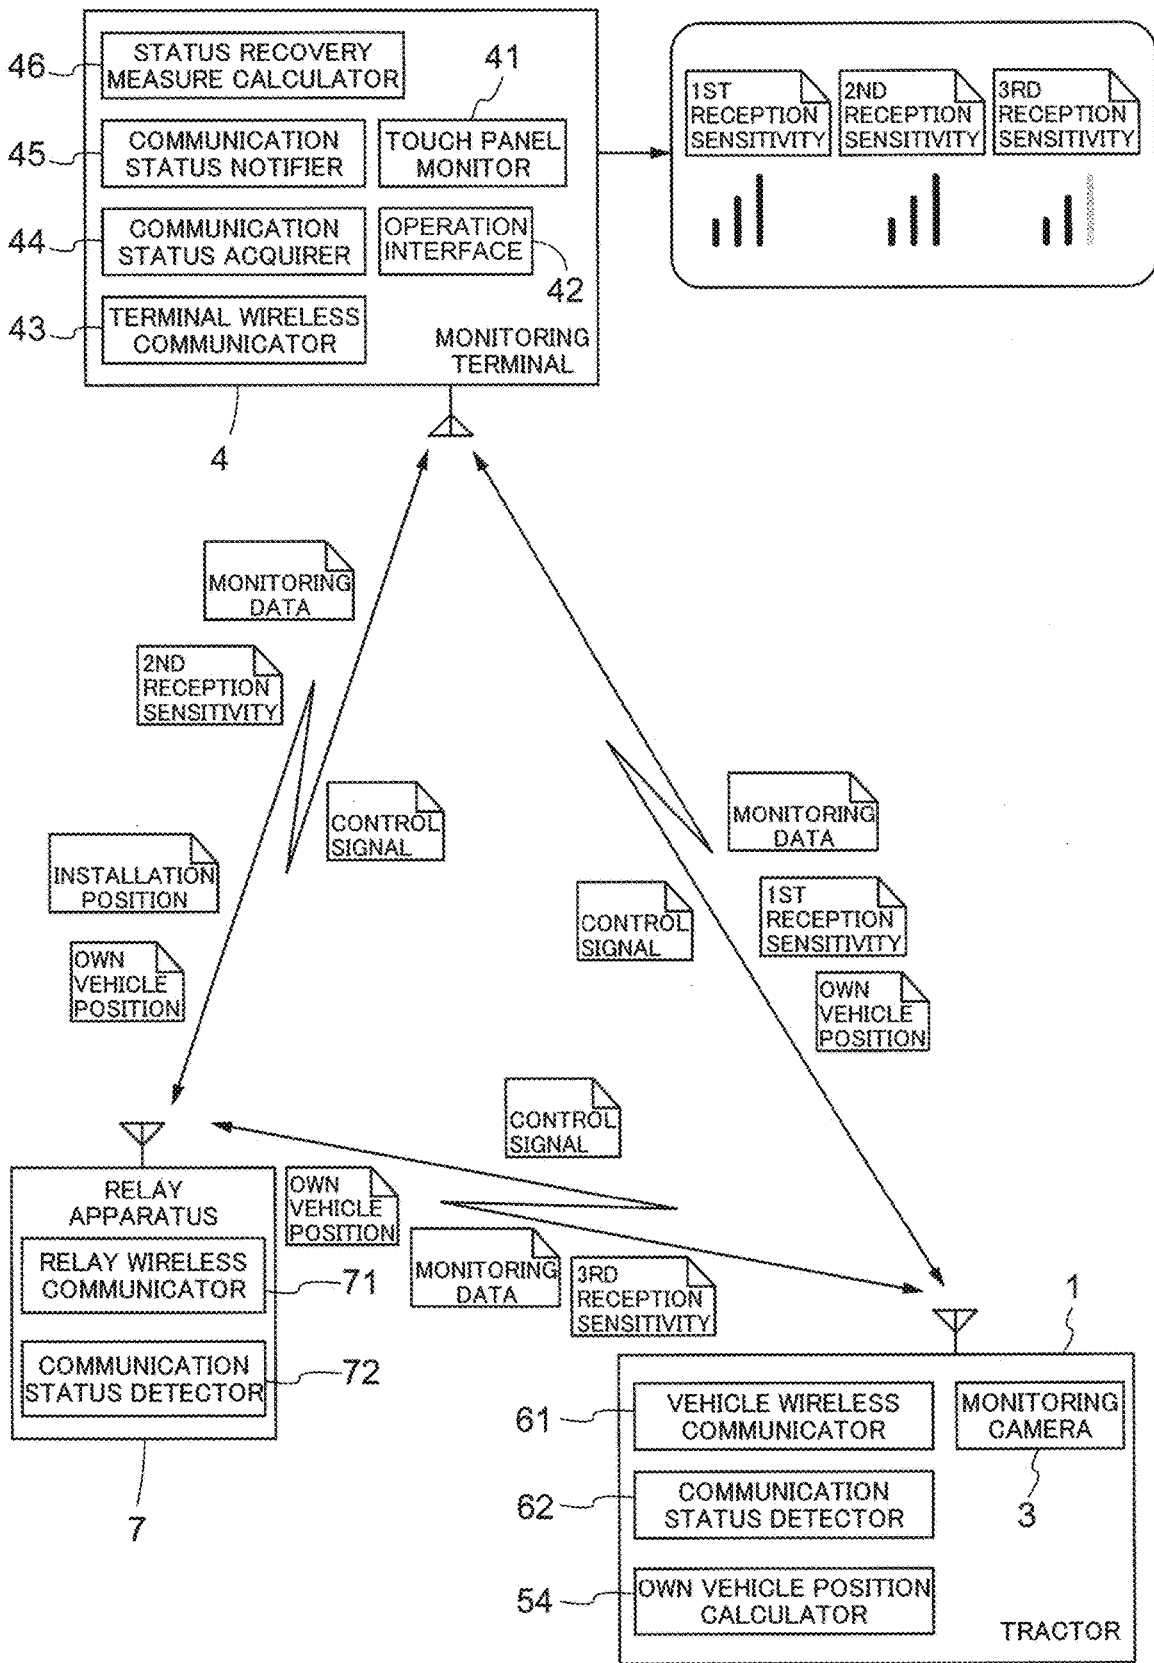 46
STATUS RECOVERY
MEASURE CALCULATOR
41
45
COMMUNICATION
STATUS NOTIFIER
TOUCH PANEL
MONITOR
44
COMMUNICATION
STATUS ACQUIRER
OPERATION
INTERFACE
42
43
TERMINAL WIRELESS
COMMUNICATOR
MONITORING
TERMINAL
4
1ST
RECEPTION
SENSITIVITY
2ND
RECEPTION
SENSITIVITY
3RD
RECEPTION
SENSITIVITY
MONITORING
DATA
2ND
RECEPTION
SENSITIVITY
CONTROL
SIGNAL
INSTALLATION
POSITION
OWN
VEHICLE
POSITION
MONITORING
DATA
CONTROL
SIGNAL
1ST
RECEPTION
SENSITIVITY
OWN
VEHICLE
POSITION
CONTROL
SIGNAL
OWN
VEHICLE
POSITION
MONITORING
DATA
3RD
RECEPTION
SENSITIVITY
RELAY
APPARATUS
RELAY WIRELESS
COMMUNICATOR
71
COMMUNICATION
STATUS DETECTOR
72
7
1
61
VEHICLE WIRELESS
COMMUNICATOR
MONITORING
CAMERA
3
62
COMMUNICATION
STATUS DETECTOR
54
OWN VEHICLE POSITION
CALCULATOR
TRACTOR